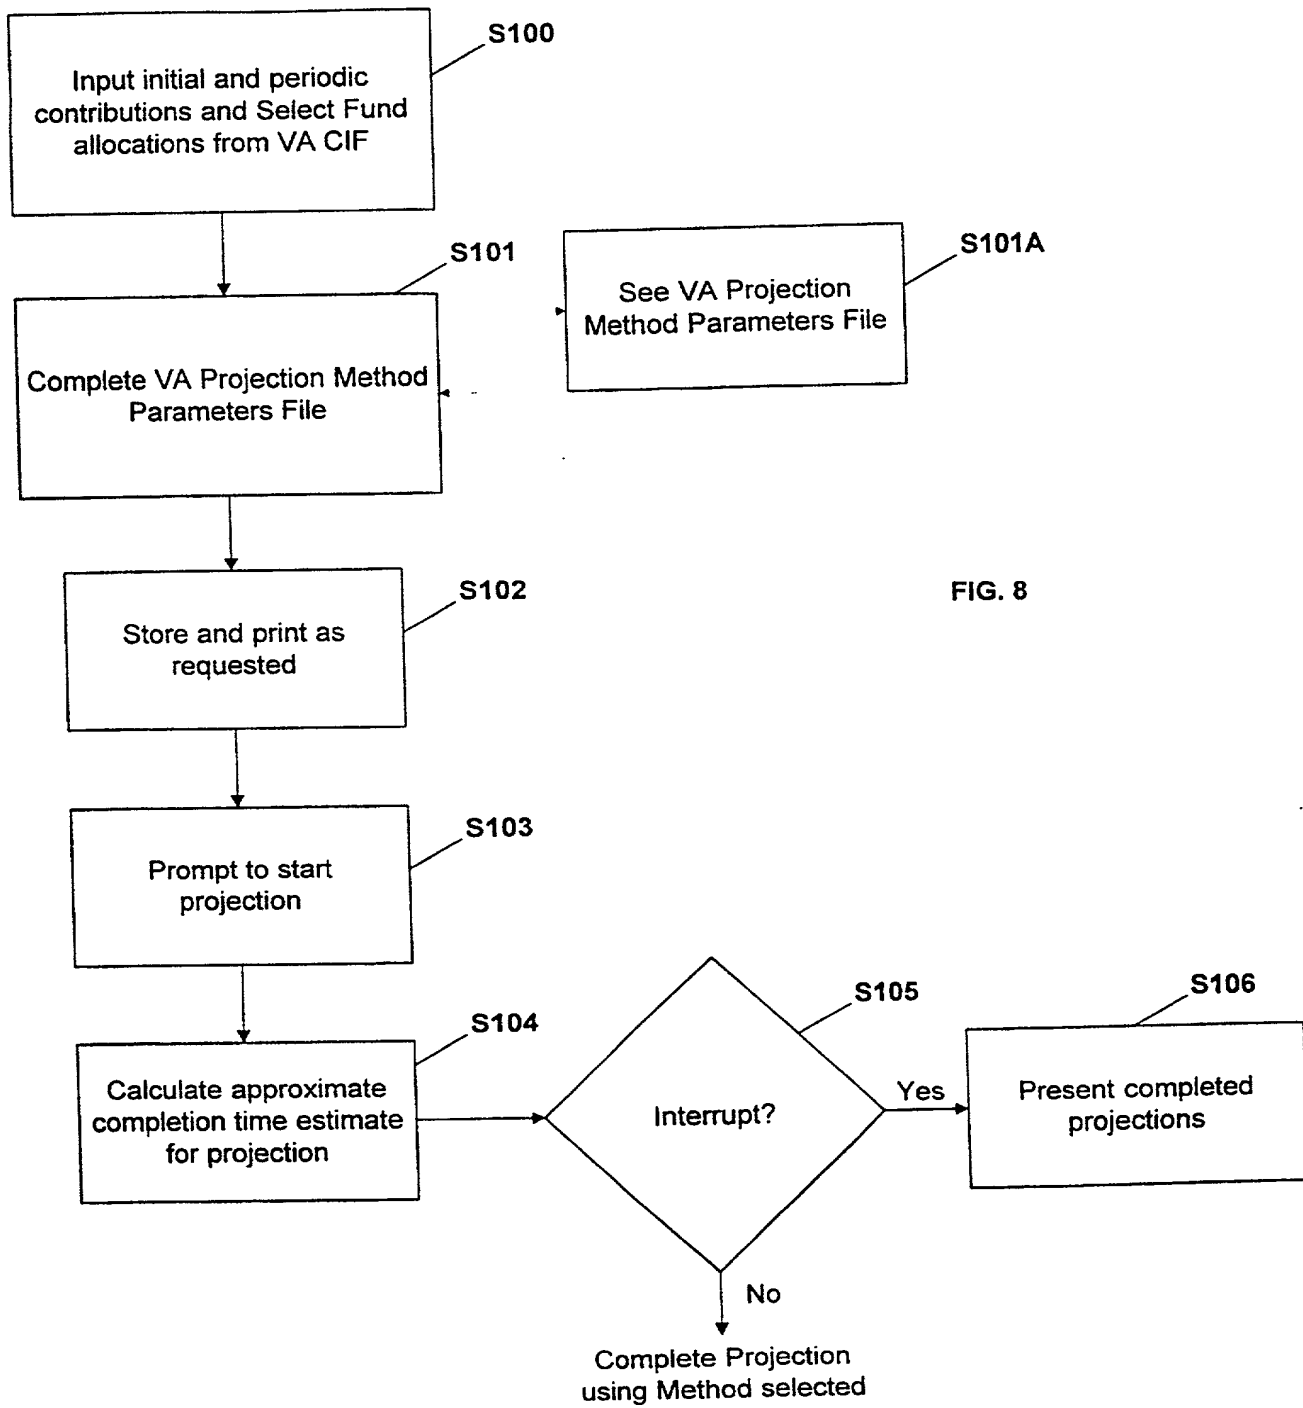 S100
Input initial and periodic
contributions and Select Fund
allocations from VA CIF
S101
Complete VA Projection Method
Parameters File
S101A
See VA Projection
Method Parameters File
S102
Store and print as
requested
FIG. 8
S103
Prompt to start
projection
S104
Calculate approximate
completion time estimate
for projection
S105
Interrupt?
Yes
S106
Present completed
projections
No
Complete Projection
using Method selected